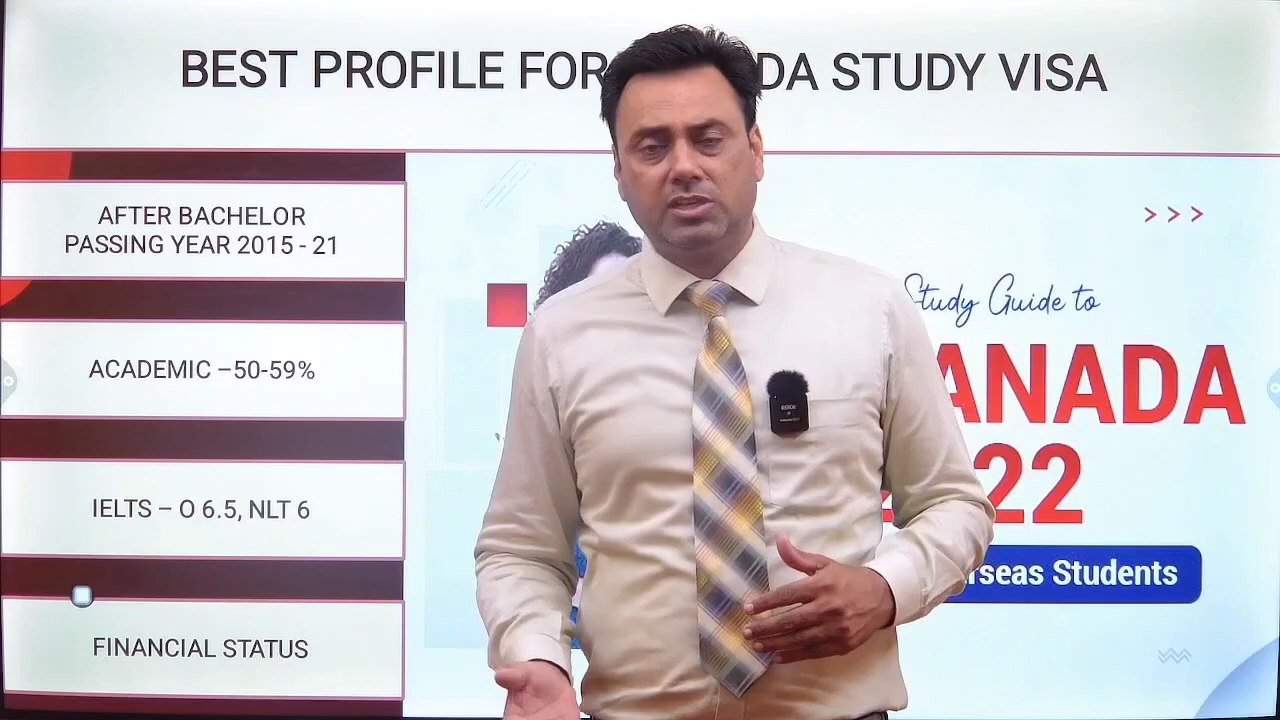 BEST PROFILE FOR DA STUDY VISA
AFTER BACHELOR
PASSING YEAR 2015 - 21
ACADEMIC –50-59%
IELTS – O 6.5, NLT 6
FINANCIAL STATUS
Study Guide to
ANADA
22
rseas Students